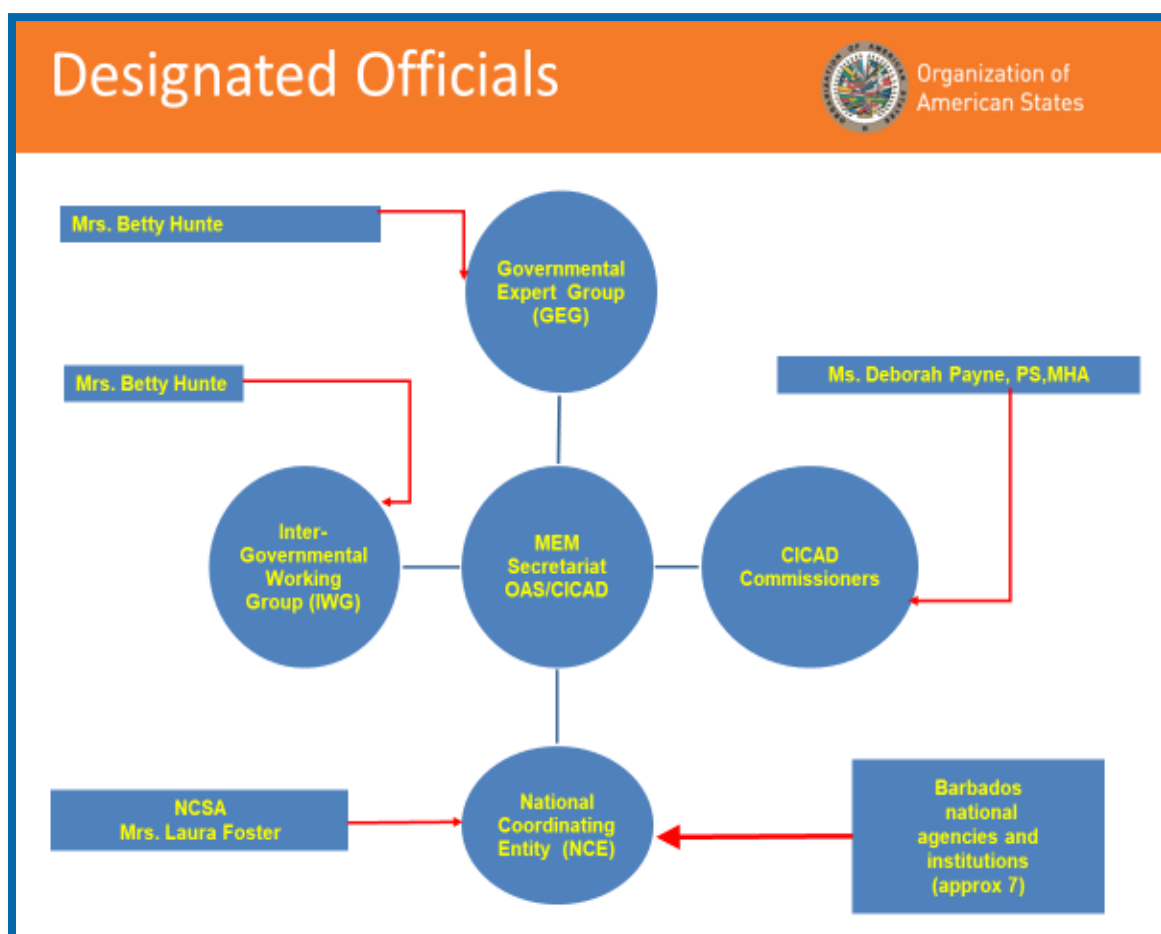 Designated Officials
Organization of
American States
Mrs. Betty Hunte
Governmental
Expert Group
(GEG)
Mrs. Betty Hunte
Ms. Deborah Payne, PS,MHA
Inter-
Governmental
Working
Group (IWG)
MEM
Secretariat
OAS/CICAD
CICAD
Commissioners
NCSA
Mrs. Laura Foster
National
Coordinating
Entity (NCE)
Barbados
national
agencies and
institutions
(approx 7)